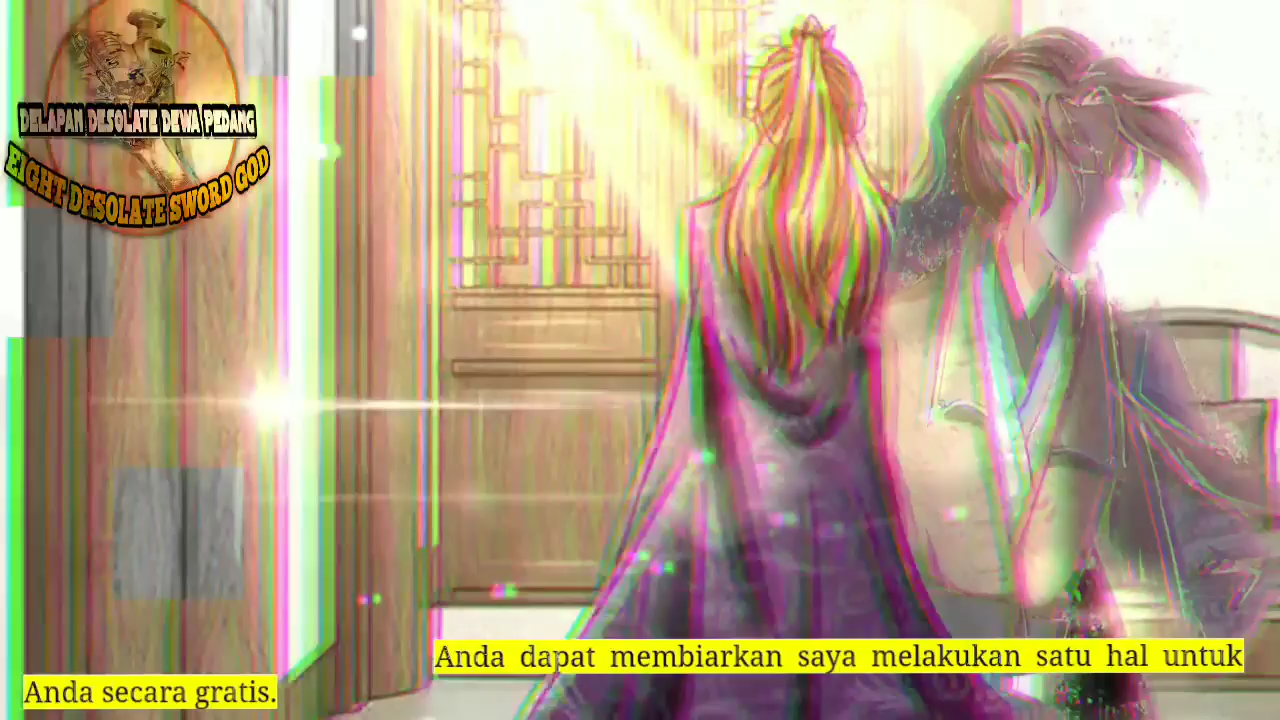 DELAPAN DESOLATE DEWA PEDANG
EIGHT DESOLATE SWORD GOD
Anda dapat membiarkan saya melakukan satu hal untuk
Anda secara gratis.